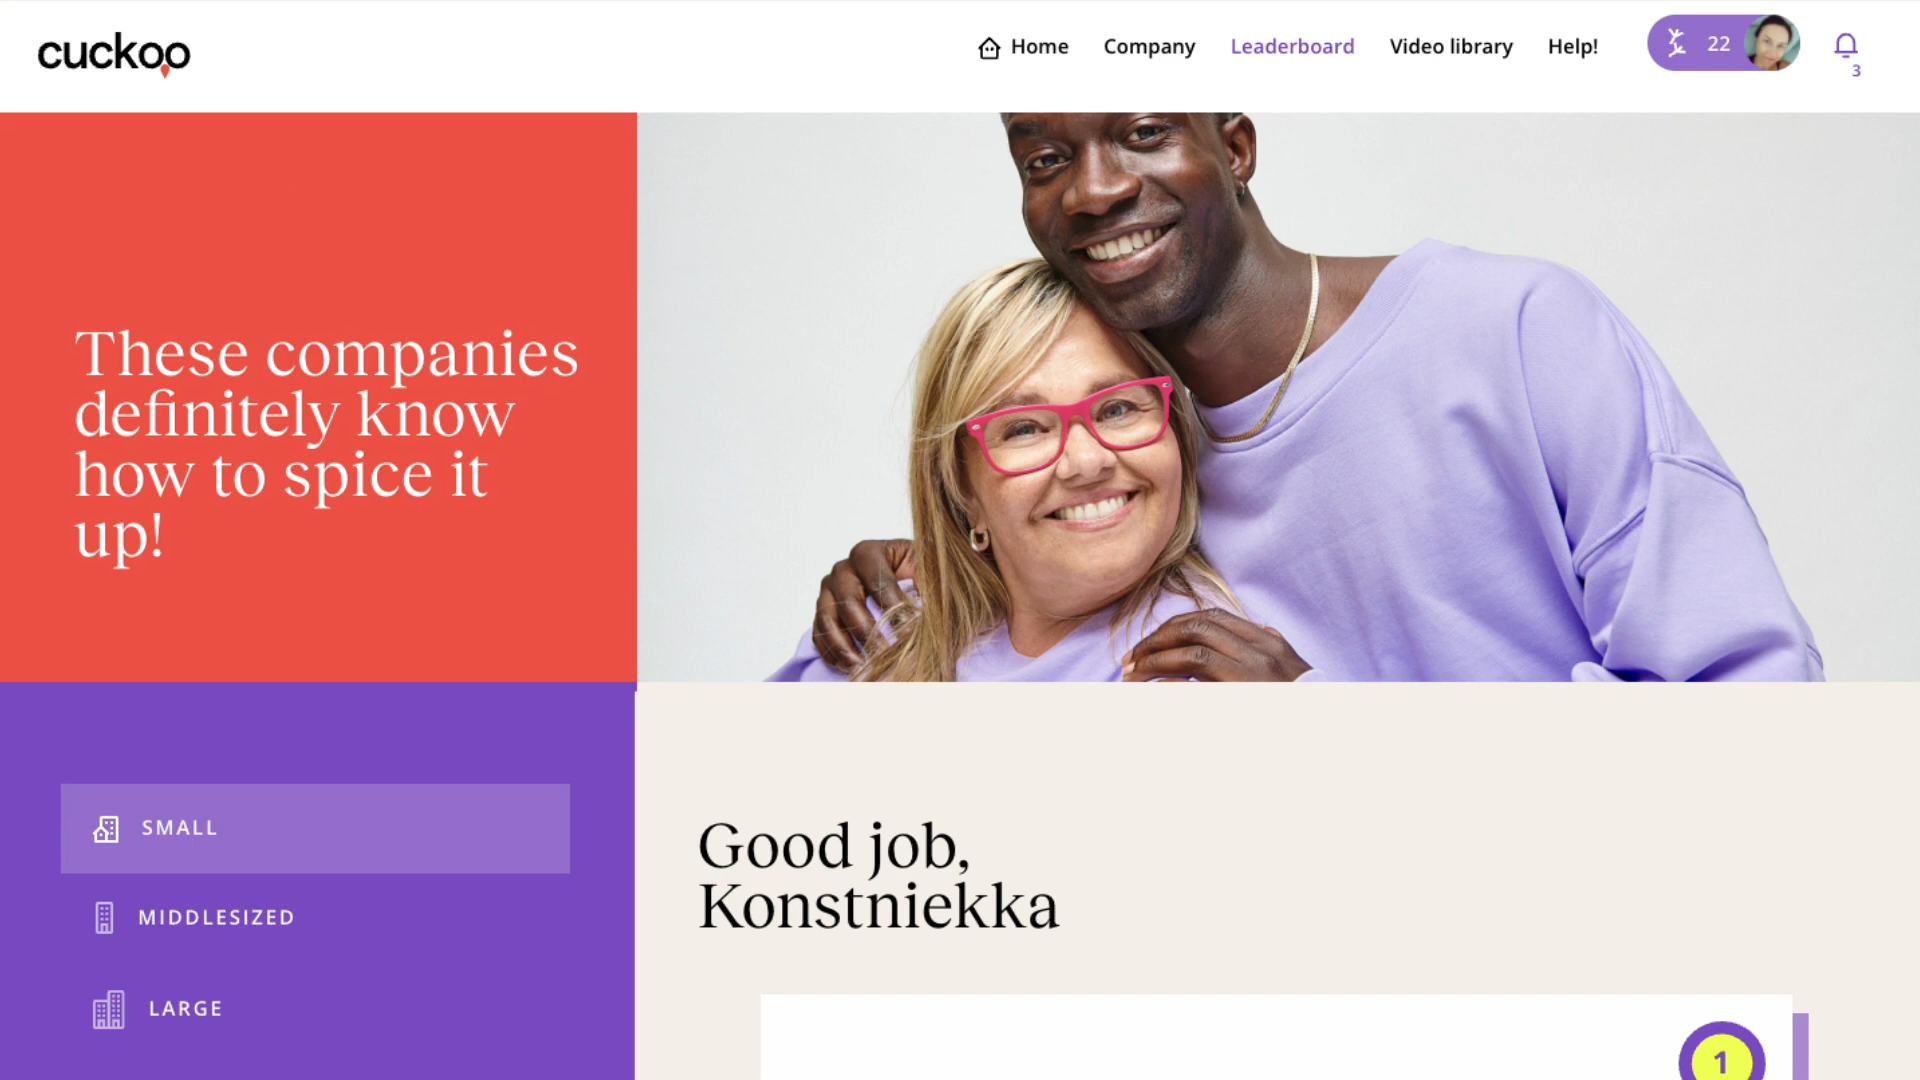 cuckoo
Home Company Leaderboard Video library Help! 22
3
These companies
definitely know
how to spice it
up!
SMALL
MIDDLESIZED
LARGE
Good job,
Konstniekka
1